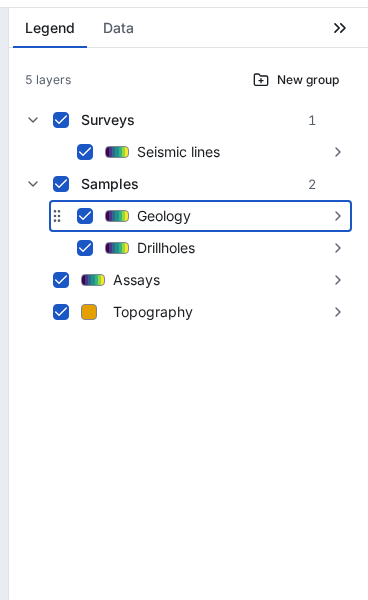 Legend
Data
5 layers
New group
Surveys
1
Seismic lines
Samples
2
Geology
Drillholes
Assays
Topography